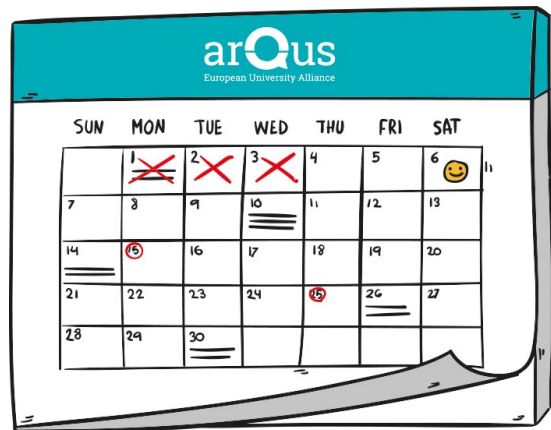 arQus
European University Alliance
SUN MON TUE WED THU FRI SAT
1 2 3 4 5 6
7 8 9 10 11 12 13
14 15 16 17 18 19 20
21 22 23 24 25 26 27
28 29 30